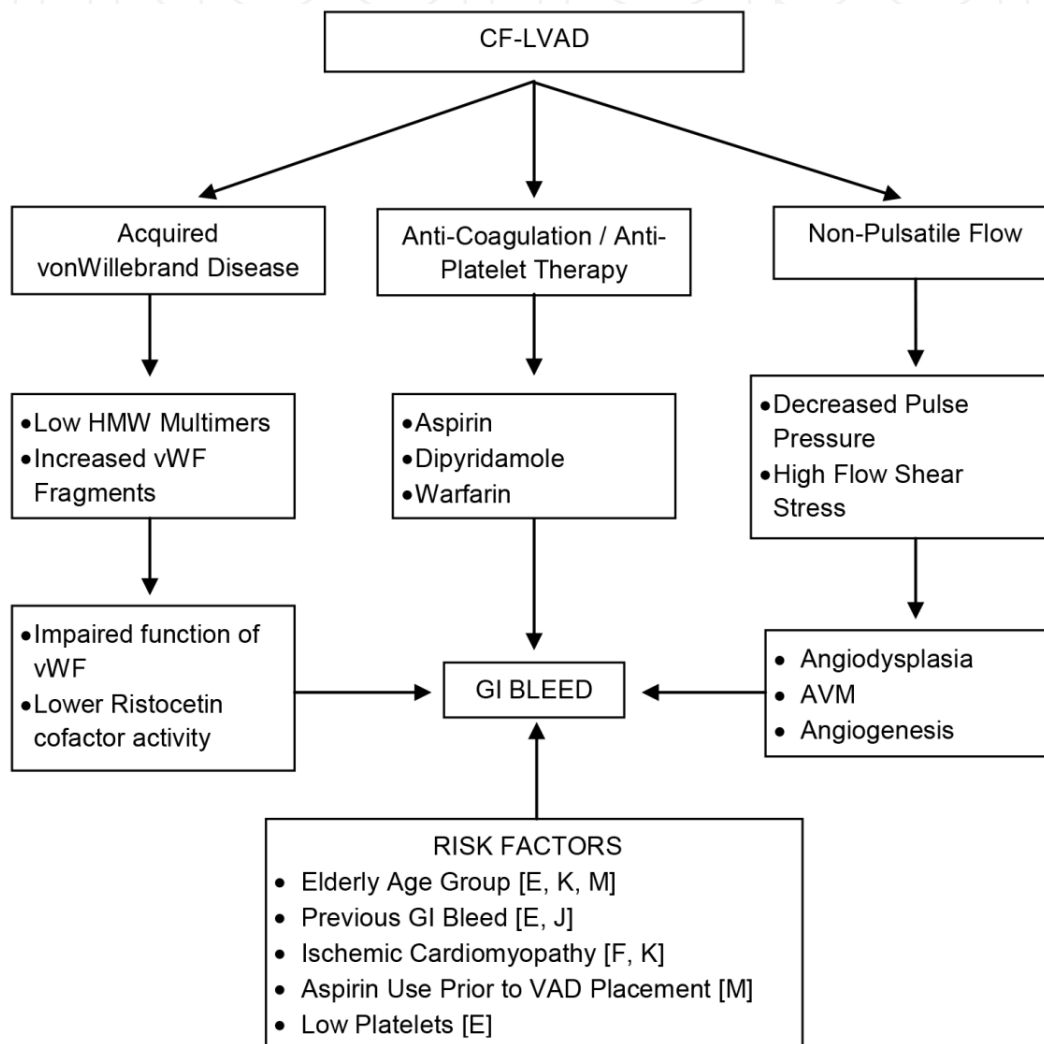 CF-LVAD
Acquired
vonWillebrand Disease
Anti-Coagulation / Anti-
Platelet Therapy
Non-Pulsatile Flow
•Low HMW Multimers
•Increased vWF
Fragments
•Aspirin
•Dipyridamole
•Warfarin
•Decreased Pulse
Pressure
•High Flow Shear
Stress
•Impaired function of
vWF
•Lower Ristocetin
cofactor activity
GI BLEED
• Angiodysplasia
• AVM
• Angiogenesis
RISK FACTORS
• Elderly Age Group [E, K, M]
• Previous GI Bleed [E, J]
• Ischemic Cardiomyopathy [F, K]
• Aspirin Use Prior to VAD Placement [M]
• Low Platelets [E]